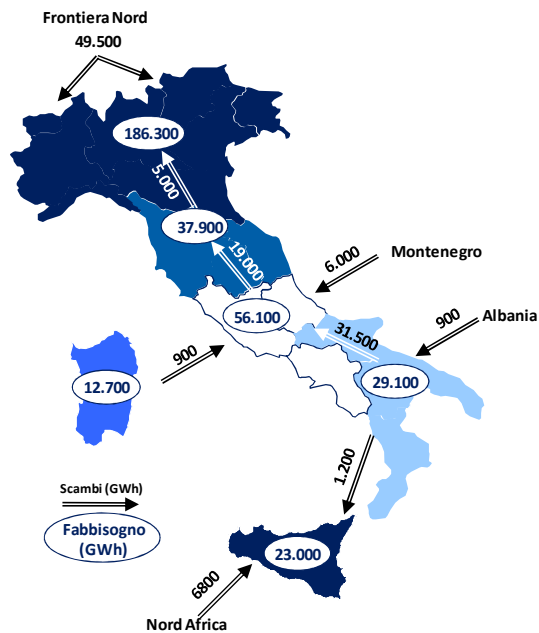 Frontiera Nord
49.500
186.300
5.000
37.900
19.000
6.000
Montenegro
56.100
900
Albania
31.500
900
12.700
29.100
1.200
Scambi (GWh)
Fabbisogno
(GWh)
23.000
6800
Nord Africa